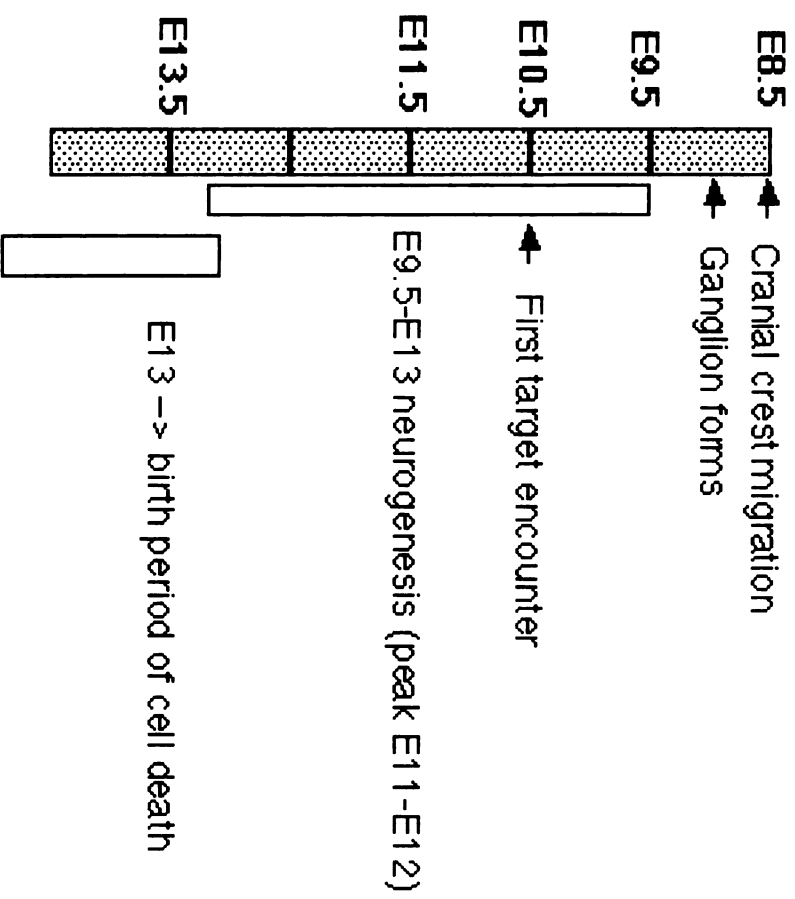 E8.5
E9.5
E10.5
E11.5
E13.5
Cranial crest migration
Ganglion forms
First target encounter
E9.5-E13 neurogenesis (peak E11-E12)
E13 -> birth period of cell death